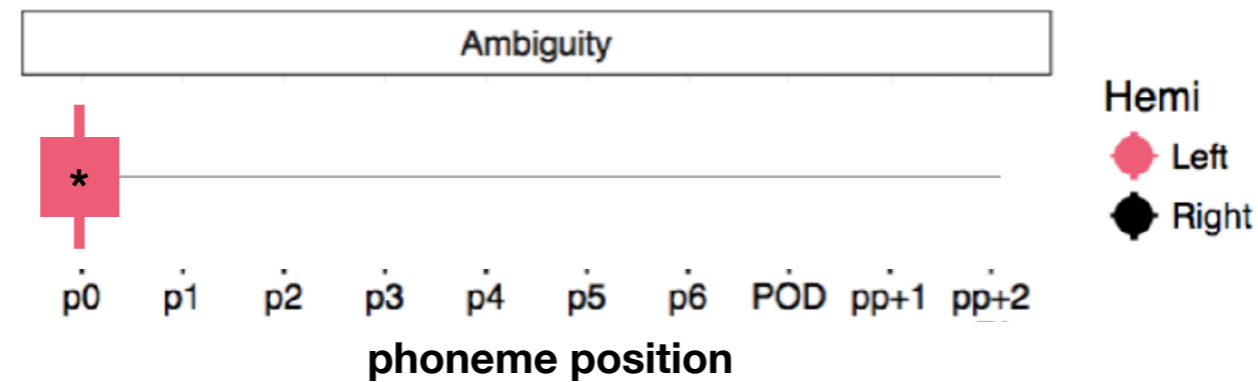 Ambiguity
Hemi
Left
Right
*
p0 p1 p2 p3 p4 p5 p6 POD pp+1 pp+2
phoneme position